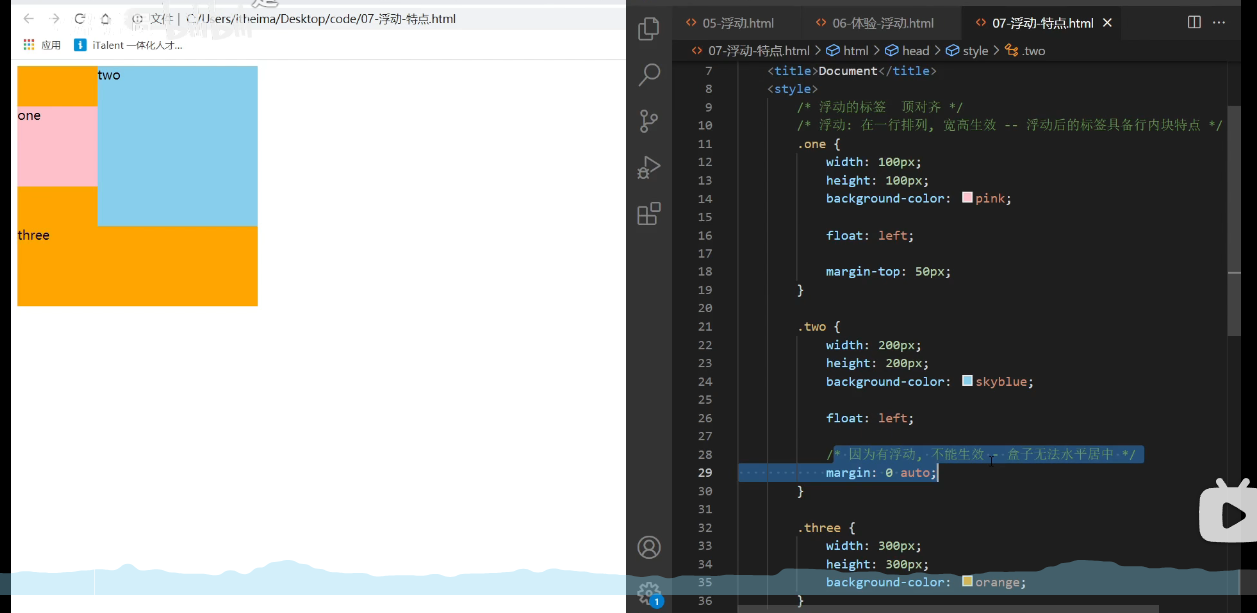 文件 | C:/Users/itheima/Desktop/code/07-浮动-特点.html
应用 iTalent 一体化人才...
two
one
three
05-浮动.html 06-体验-浮动.html 07-浮动-特点.html
07-浮动-特点.html > html > head > style > .two
7 <title>Document</title>
8 <style>
9 /* 浮动的标签 顶对齐 */
10 /* 浮动: 在一行排列, 宽高生效 -- 浮动后的标签具备行内块特点 */
11 .one {
12 width: 100px;
13 height: 100px;
14 background-color: pink;
15
16 float: left;
17
18 margin-top: 50px;
19 }
20
21 .two {
22 width: 200px;
23 height: 200px;
24 background-color: skyblue;
25
26 float: left;
27
28 /* 因为有浮动, 不能生效 - 盒子无法水平居中 */
29 margin: 0 auto;
30 }
31
32 .three {
33 width: 300px;
34 height: 300px;
35 background-color: orange;
36 }
1